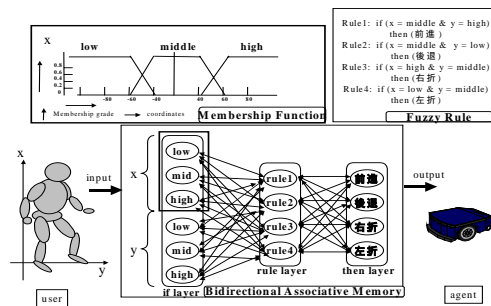 x
low
middle
high
0.8
0.6
0.4
0.2
0
-80
-60
-40
40
60
80
Membership grade
coordinates
Membership Function
Rule1: if (x = middle & y = high)
then (前進)
Rule2: if (x = middle & y = low)
then (後退)
Rule3: if (x = high & y = middle)
then (右折)
Rule4: if (x = low & y = middle)
then (左折)
Fuzzy Rule
x
y
user
input
x
low
mid
high
y
low
mid
high
if layer
rule1
rule2
rule3
rule4
rule layer
前進
後退
右折
左折
then layer
Bidirectional Associative Memory
output
agent